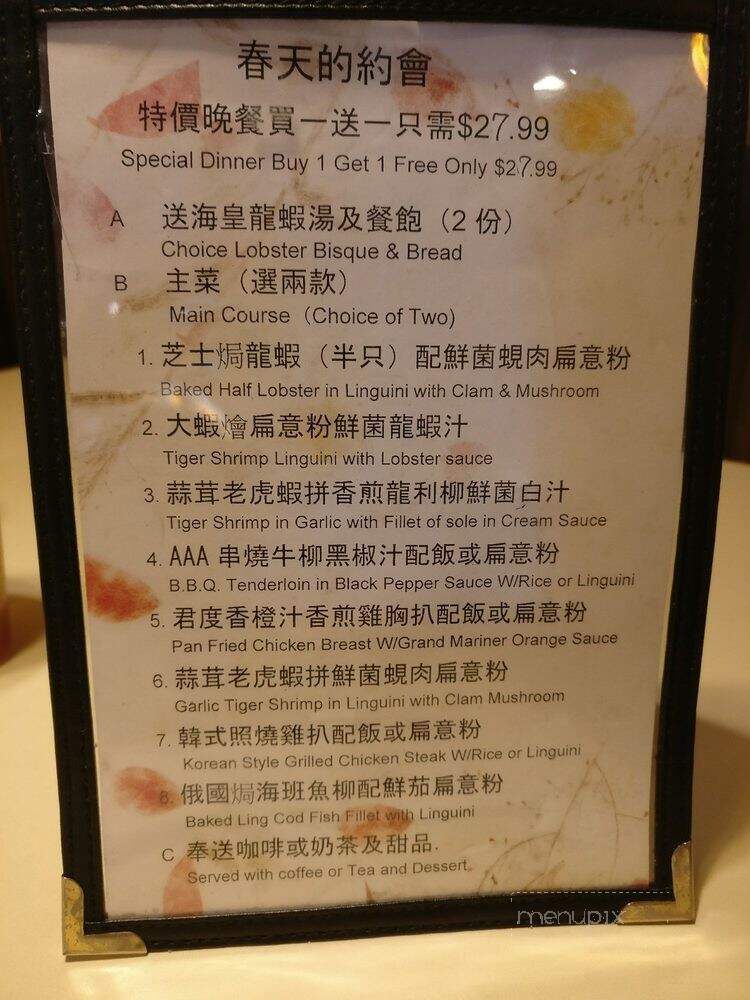 春天的約會
特價晚餐買一送一只需$27.99
Special Dinner Buy 1 Get 1 Free Only $27.99
A 送海皇龍蝦湯及餐飽（2 份）
Choice Lobster Bisque & Bread
B 主菜（選兩款）
Main Course (Choice of Two)
1. 芝士焗龍蝦（半只）配鮮菌蜆肉扁意粉
Baked Half Lobster in Linguini with Clam & Mushroom
2. 大蝦燴扁意粉鮮菌龍蝦汁
Tiger Shrimp Linguini with Lobster sauce
3. 蒜茸老虎蝦拼香煎龍利柳鮮菌白汁
Tiger Shrimp in Garlic with Fillet of sole in Cream Sauce
4. AAA 串燒牛柳黑椒汁配飯或扁意粉
B.B.Q. Tenderloin in Black Pepper Sauce W/Rice or Linguini
5. 君度香橙汁香煎雞胸扒配飯或扁意粉
Pan Fried Chicken Breast W/Grand Mariner Orange Sauce
6. 蒜茸老虎蝦拼鮮菌蜆肉扁意粉
Garlic Tiger Shrimp in Linguini with Clam Mushroom
7. 韓式照燒雞扒配飯或扁意粉
Korean Style Grilled Chicken Steak W/Rice or Linguini
8. 俄國焗海班魚柳配鮮茄扁意粉
Baked Ling Cod Fish Fillet with Linguini
C 奉送咖啡或奶茶及甜品.
Served with coffee or Tea and Dessert.
menupix